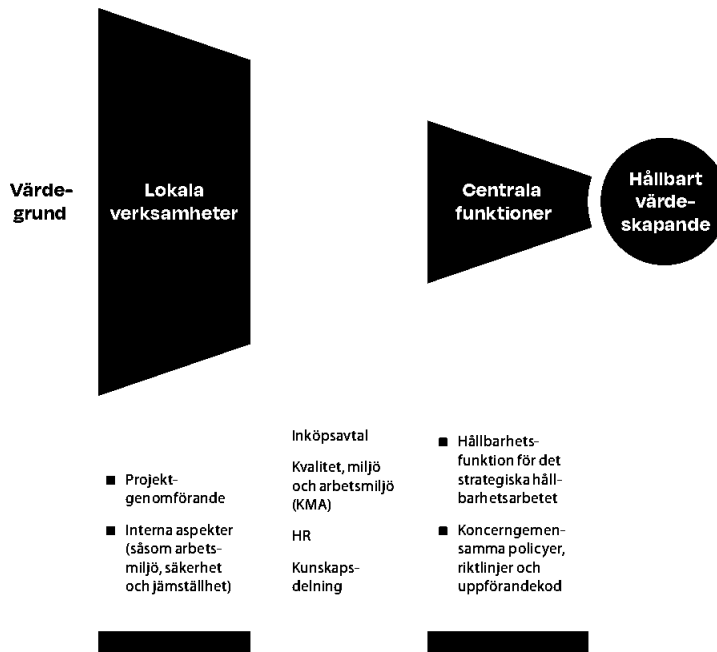 Värde-
grund
Lokala
verksamheter
Centrala
funktioner
Hållbart
värde-
skapande
■ Projekt-
genomförande
■ Interna aspekter
(såsom arbets-
miljö, säkerhet
och jämställhet)
Inköpsavtal
Kvalitet, miljö
och arbetsmiljö
(KMA)
HR
Kunskaps-
delning
■ Hållbarhets-
funktion för det
strategiska håll-
barhetsarbetet
■ Koncerngemen-
samma policyer,
riktlinjer och
uppförandekod